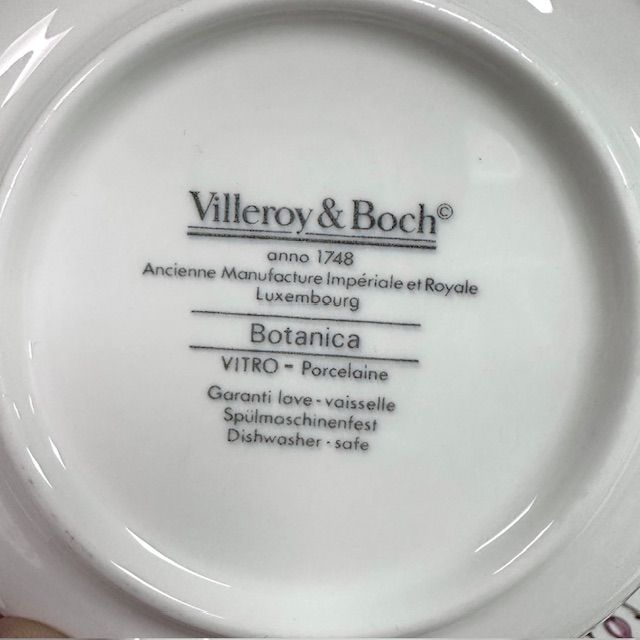 Villeroy & Boch©
anno 1748
Ancienne Manufacture Impériale et Royale
Luxembourg
Botanica
VITRO - Porcelaine
Garanti lave-vaisselle
Spülmaschinenfest
Dishwasher-safe